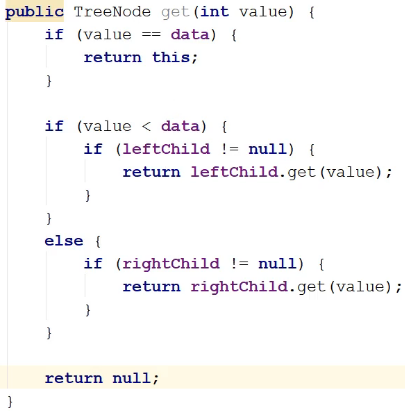 public TreeNode get(int value) {
    if (value == data) {
        return this;
    }

    if (value < data) {
        if (leftChild != null) {
            return leftChild.get(value);
        }
    }
    else {
        if (rightChild != null) {
            return rightChild.get(value);
        }
    }

    return null;
}